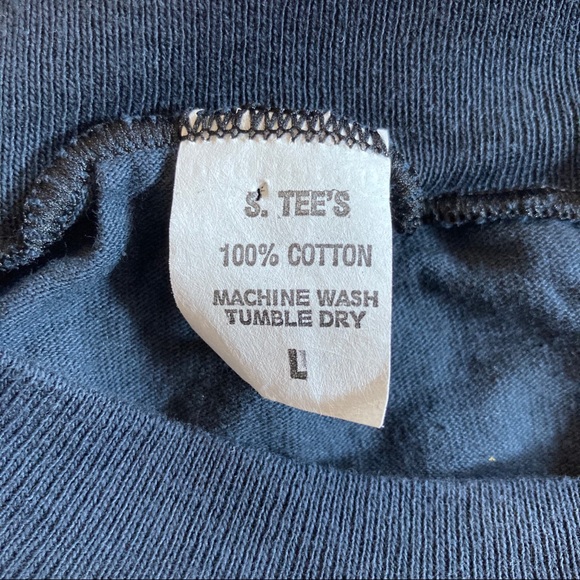 S. TEE'S
100% COTTON
MACHINE WASH
TUMBLE DRY
L